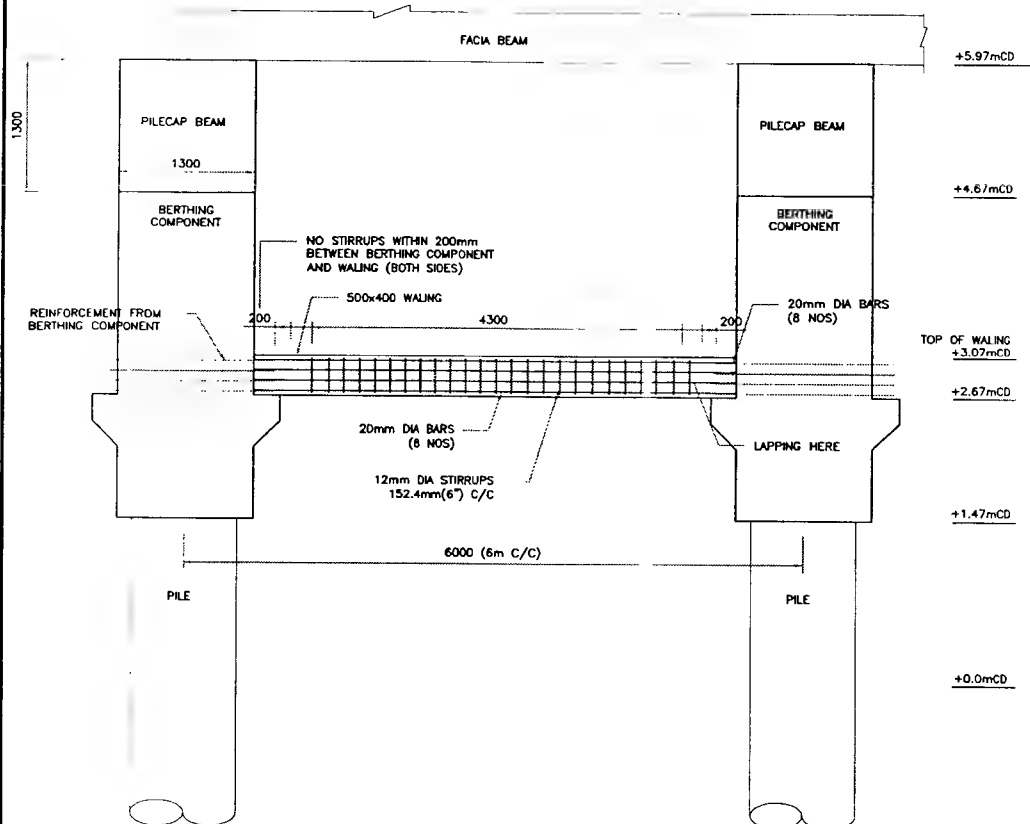 FACIA BEAM
+5.97mCD
PILECAP BEAM
PILECAP BEAM
1300
1300
+4.67mCD
BERTHING
COMPONENT
BERTHING
COMPONENT
NO STIRRUPS WITHIN 200mm
BETWEEN BERTHING COMPONENT
AND WALING (BOTH SIDES)
500x400 WALING
REINFORCEMENT FROM
BERTHING COMPONENT
20mm DIA BARS
(8 NOS)
200
4300
200
TOP OF WALING
+3.07mCD
+2.67mCD
20mm DIA BARS
(8 NOS)
LAPPING HERE
12mm DIA STIRRUPS
152.4mm(6") C/C
+1.47mCD
6000 (6m C/C)
PILE
PILE
+0.0mCD